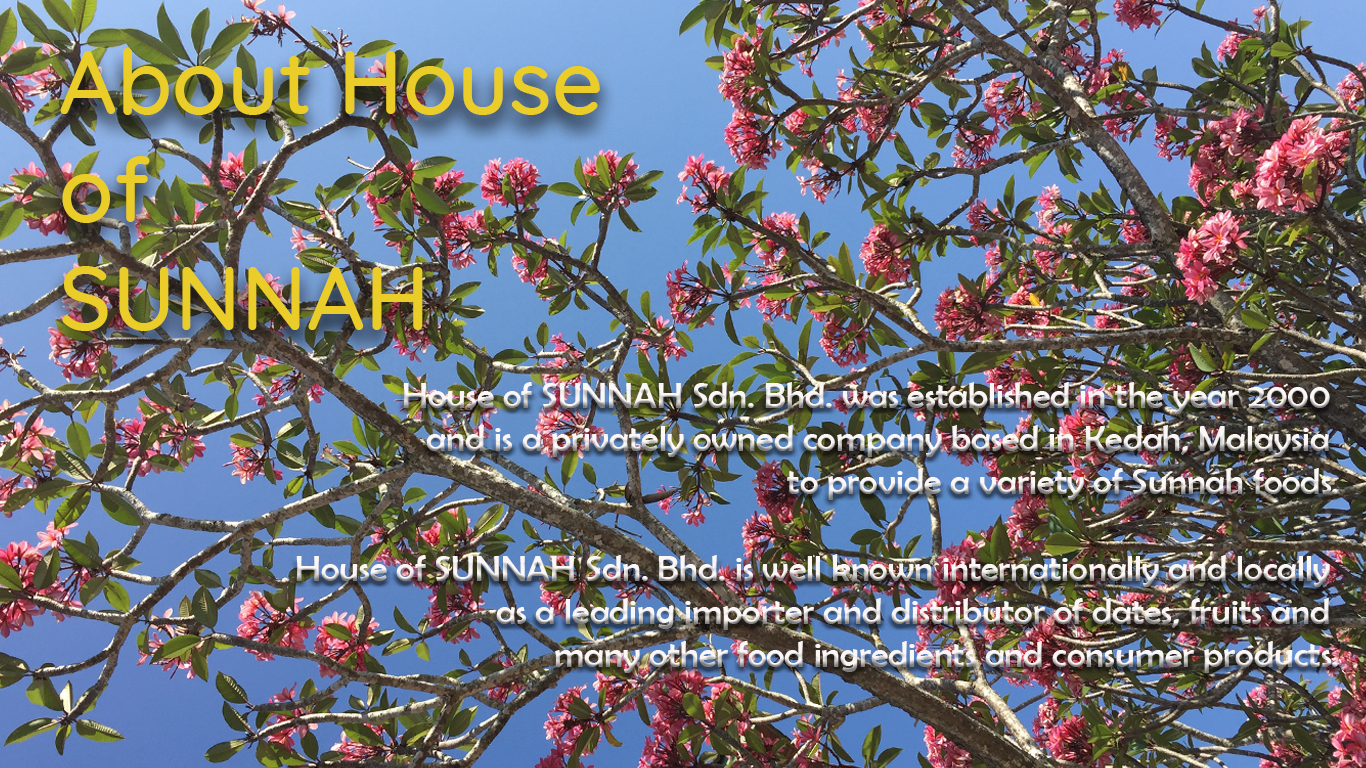 About House
of
SUNNAH
House of SUNNAH Sdn. Bhd. was established in the year 2000
and is a privately owned company based in Kedah, Malaysia
to provide a variety of Sunnah foods.
House of SUNNAH Sdn. Bhd. is well known internationally and locally
as a leading importer and distributor of dates, fruits and
many other food ingredients and consumer products.